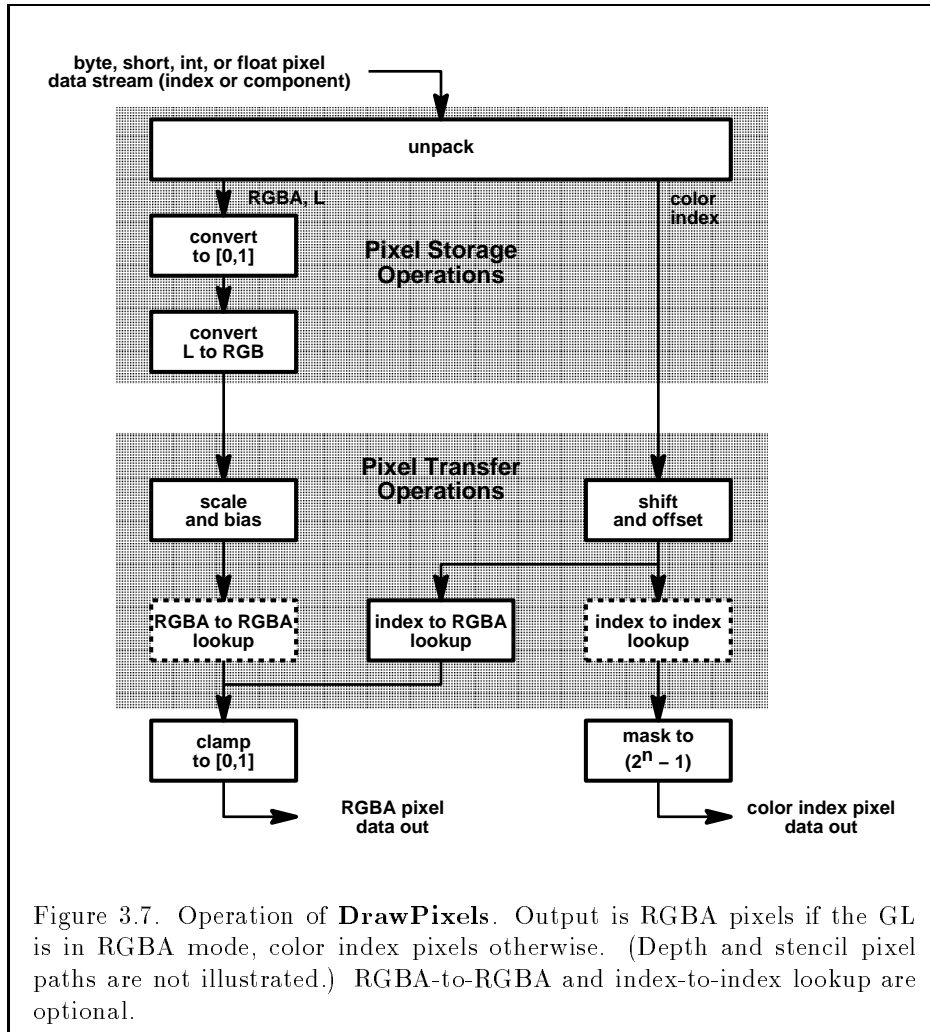 byte, short, int, or float pixel
data stream (index or component)
unpack
RGBA, L
color
index
convert
to [0,1]
Pixel Storage
Operations
convert
L to RGB
Pixel Transfer
Operations
scale
and bias
shift
and offset
RGBA to RGBA
lookup
index to RGBA
lookup
index to index
lookup
clamp
to [0,1]
mask to
(2^n – 1)
RGBA pixel
data out
color index pixel
data out
Figure 3.7. Operation of DrawPixels. Output is RGBA pixels if the GL
is in RGBA mode, color index pixels otherwise. (Depth and stencil pixel
paths are not illustrated.) RGBA-to-RGBA and index-to-index lookup are
optional.